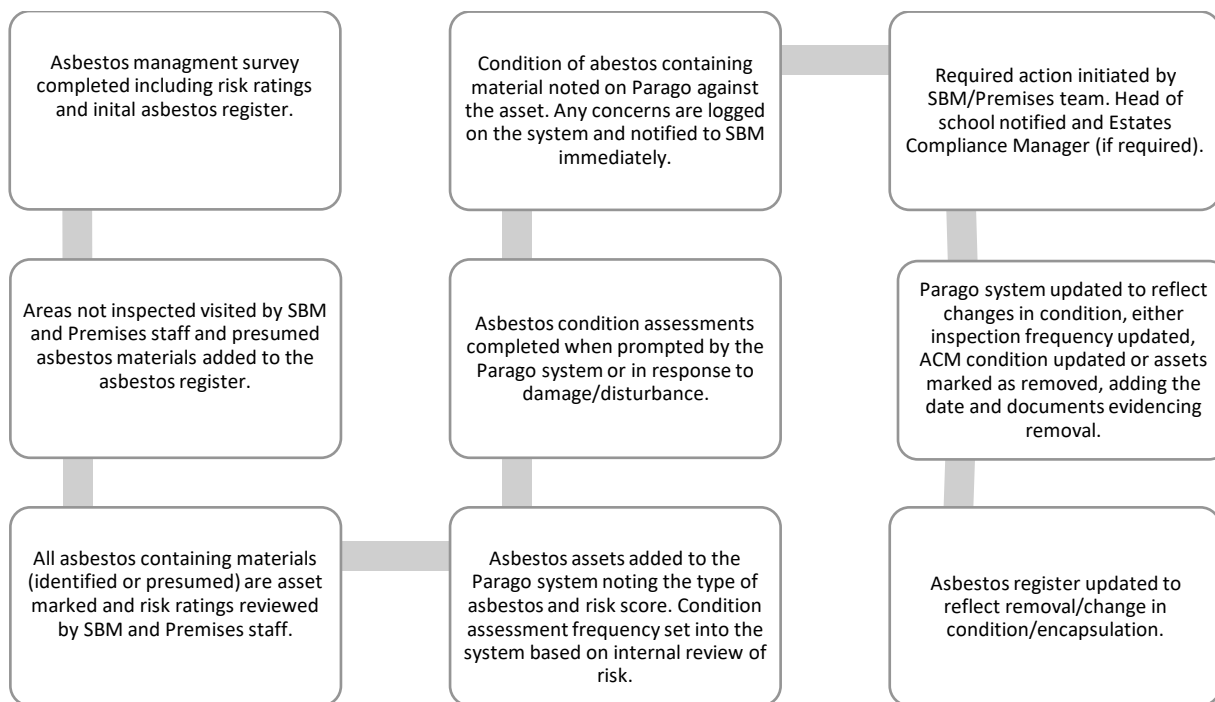 Asbestos managment survey
completed including risk ratings
and inital asbestos register.
Areas not inspected visited by SBM
and Premises staff and presumed
asbestos materials added to the
asbestos register.
All asbestos containing materials
(identified or presumed) are asset
marked and risk ratings reviewed
by SBM and Premises staff.
Asbestos assets added to the
Parago system noting the type of
asbestos and risk score. Condition
assessment frequency set into the
system based on internal review of
risk.
Asbestos condition assessments
completed when prompted by the
Parago system or in response to
damage/disturbance.
Condition of abestos containing
material noted on Parago against
the asset. Any concerns are logged
on the system and notified to SBM
immediately.
Required action initiated by
SBM/Premises team. Head of
school notified and Estates
Compliance Manager (if required).
Parago system updated to reflect
changes in condition, either
inspection frequency updated,
ACM condition updated or assets
marked as removed, adding the
date and documents evidencing
removal.
Asbestos register updated to
reflect removal/change in
condition/encapsulation.